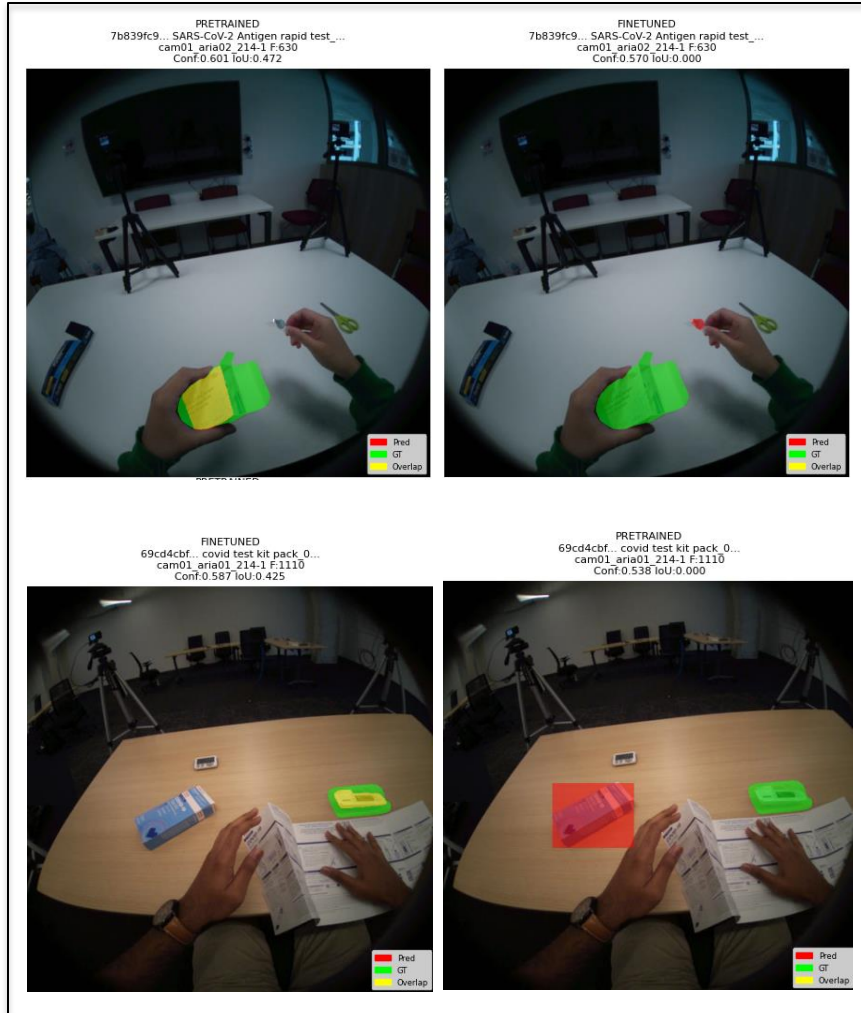 PRETRAINED
7b839fc9... SARS-CoV-2 Antigen rapid test_...
cam01_aria02_214-1 F:630
Conf:0.601 IoU:0.472
FINETUNED
7b839fc9... SARS-CoV-2 Antigen rapid test_...
cam01_aria02_214-1 F:630
Conf:0.570 IoU:0.000
Pred
GT
Overlap
Pred
GT
Overlap
FINETUNED
69cd4cbf... covid test kit pack_0...
cam01_aria01_214-1 F:1110
Conf:0.587 IoU:0.425
PRETRAINED
69cd4cbf... covid test kit pack_0...
cam01_aria01_214-1 F:1110
Conf:0.538 IoU:0.000
Pred
GT
Overlap
Pred
GT
Overlap